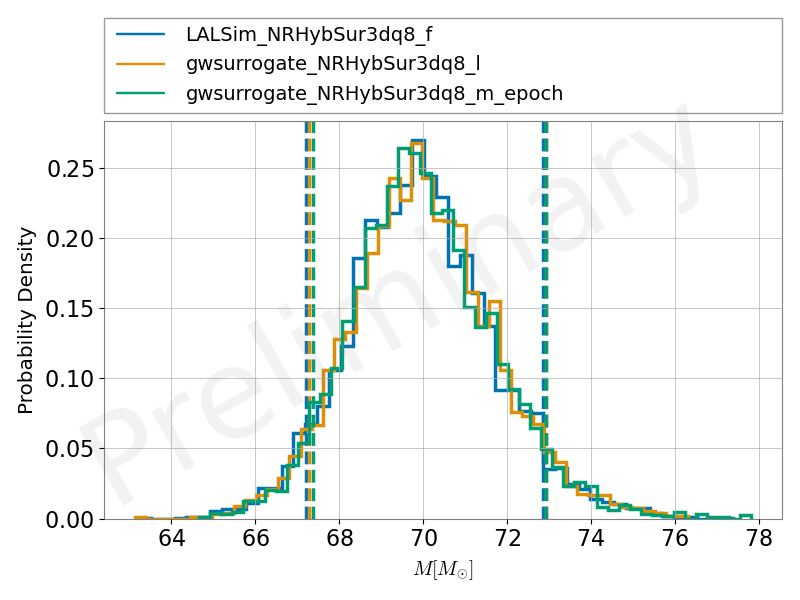 LALSim_NRHybSur3dq8_f
gwsurrogate_NRHybSur3dq8_l
gwsurrogate_NRHybSur3dq8_m_epoch
Preliminary
Probability Density
0.25
0.20
0.15
0.10
0.05
0.00
64 66 68 70 72 74 76 78
M[M⊙]